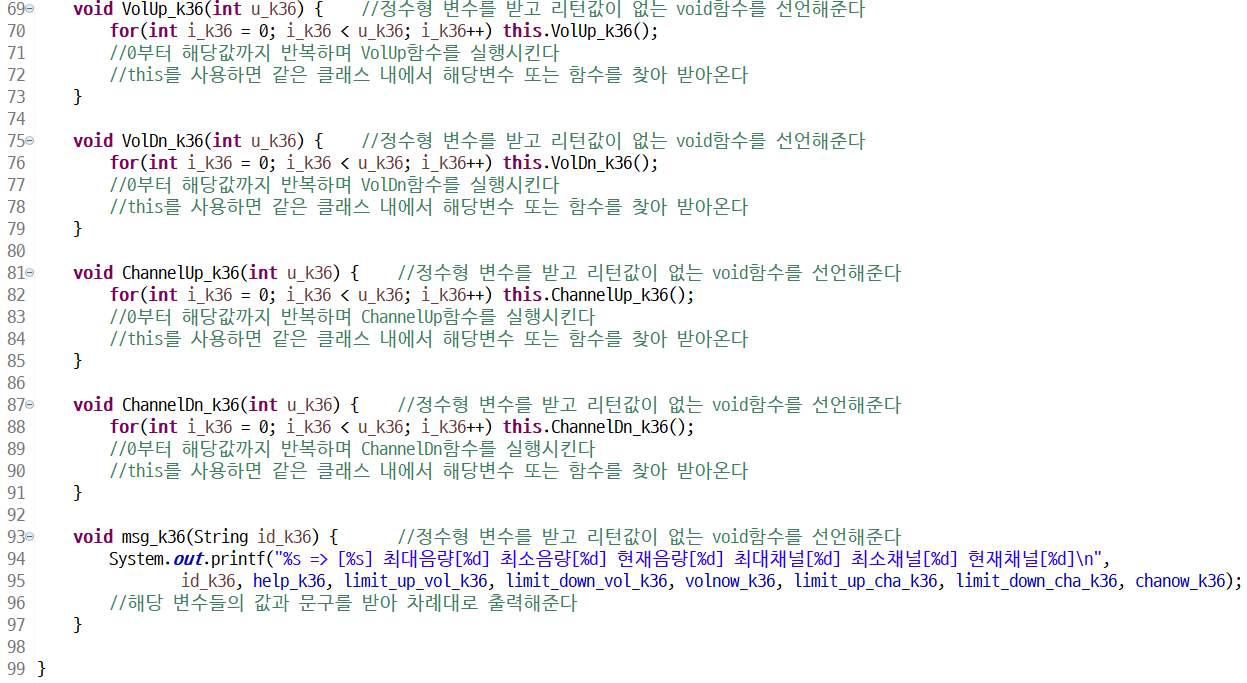 69 void VolUp_k36(int u_k36) {    //정수형 변수를 받고 리턴값이 없는 void함수를 선언해준다
70     for(int i_k36 = 0; i_k36 < u_k36; i_k36++) this.VolUp_k36();
71     //0부터 해당값까지 반복하며 VolUp함수를 실행시킨다
72     //this를 사용하면 같은 클래스 내에서 해당변수 또는 함수를 찾아 받아온다
73 }
74
75 void VolDn_k36(int u_k36) {    //정수형 변수를 받고 리턴값이 없는 void함수를 선언해준다
76     for(int i_k36 = 0; i_k36 < u_k36; i_k36++) this.VolDn_k36();
77     //0부터 해당값까지 반복하며 VolDn함수를 실행시킨다
78     //this를 사용하면 같은 클래스 내에서 해당변수 또는 함수를 찾아 받아온다
79 }
80
81 void ChannelUp_k36(int u_k36) {    //정수형 변수를 받고 리턴값이 없는 void함수를 선언해준다
82     for(int i_k36 = 0; i_k36 < u_k36; i_k36++) this.ChannelUp_k36();
83     //0부터 해당값까지 반복하며 ChannelUp함수를 실행시킨다
84     //this를 사용하면 같은 클래스 내에서 해당변수 또는 함수를 찾아 받아온다
85 }
86
87 void ChannelDn_k36(int u_k36) {    //정수형 변수를 받고 리턴값이 없는 void함수를 선언해준다
88     for(int i_k36 = 0; i_k36 < u_k36; i_k36++) this.ChannelDn_k36();
89     //0부터 해당값까지 반복하며 ChannelDn함수를 실행시킨다
90     //this를 사용하면 같은 클래스 내에서 해당변수 또는 함수를 찾아 받아온다
91 }
92
93 void msg_k36(String id_k36) {      //정수형 변수를 받고 리턴값이 없는 void함수를 선언해준다
94     System.out.printf("%s => [%s] 최대음량[%d] 최소음량[%d] 현재음량[%d] 최대채널[%d] 최소채널[%d] 현재채널[%d]\n",
95             id_k36, help_k36, limit_up_vol_k36, limit_down_vol_k36, volnow_k36, limit_up_cha_k36, limit_down_cha_k36, chanow_k36);
96     //해당 변수들의 값과 문구를 받아 차례대로 출력해준다
97 }
98
99 }